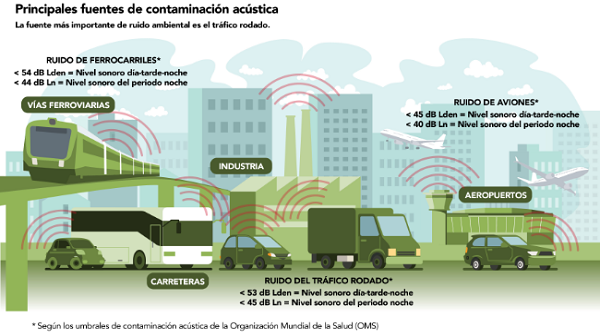 Principales fuentes de contaminación acústica
La fuente más importante de ruido ambiental es el tráfico rodado.
RUIDO DE FERROCARRILES*
< 54 dB Lden = Nivel sonoro día-tarde-noche
< 44 dB Ln = Nivel sonoro del periodo noche
VÍAS FERROVIARIAS
RUIDO DE AVIONES*
< 45 dB Lden = Nivel sonoro día-tarde-noche
< 40 dB Ln = Nivel sonoro del periodo noche
INDUSTRIA
AEROPUERTOS
CARRETERAS
RUIDO DEL TRÁFICO RODADO*
< 53 dB Lden = Nivel sonoro día-tarde-noche
< 45 dB Ln = Nivel sonoro del periodo noche
* Según los umbrales de contaminación acústica de la Organización Mundial de la Salud (OMS)